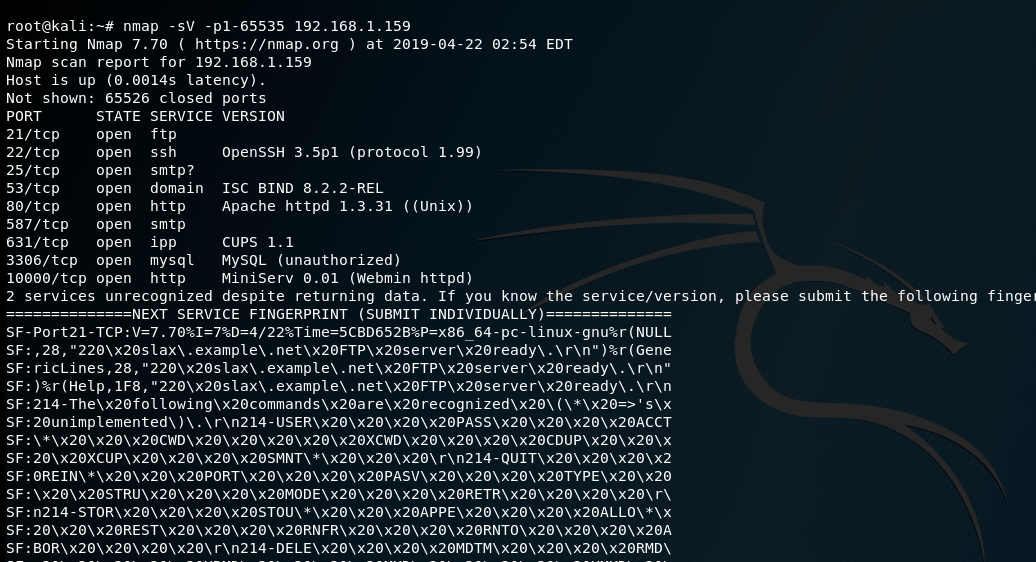 root@kali:~# nmap -sV -p1-65535 192.168.1.159
Starting Nmap 7.70 ( https://nmap.org ) at 2019-04-22 02:54 EDT
Nmap scan report for 192.168.1.159
Host is up (0.0014s latency).
Not shown: 65526 closed ports
PORT      STATE SERVICE VERSION
21/tcp    open  ftp
22/tcp    open  ssh     OpenSSH 3.5p1 (protocol 1.99)
25/tcp    open  smtp?
53/tcp    open  domain  ISC BIND 8.2.2-REL
80/tcp    open  http    Apache httpd 1.3.31 ((Unix))
587/tcp   open  smtp
631/tcp   open  ipp     CUPS 1.1
3306/tcp  open  mysql   MySQL (unauthorized)
10000/tcp open  http    MiniServ 0.01 (Webmin httpd)
2 services unrecognized despite returning data. If you know the service/version, please submit the following finger
==============NEXT SERVICE FINGERPRINT (SUBMIT INDIVIDUALLY)==============
SF-Port21-TCP:V=7.70%I=7%D=4/22%Time=5CBD652B%P=x86_64-pc-linux-gnu%r(NULL
SF:,28,"220\x20slax\.example\.net\x20FTP\x20server\x20ready\.\r\n")%r(Gene
SF:ricLines,28,"220\x20slax\.example\.net\x20FTP\x20server\x20ready\.\r\n"
SF:)%r(Help,1F8,"220\x20slax\.example\.net\x20FTP\x20server\x20ready\.\r\n
SF:214-The\x20following\x20commands\x20are\x20recognized\x20\(\*\x20=>'s\x
SF:20unimplemented\)\.\r\n214-USER\x20\x20\x20\x20PASS\x20\x20\x20\x20ACCT
SF:\*\x20\x20\x20CWD\x20\x20\x20\x20\x20XCWD\x20\x20\x20\x20CDUP\x20\x20\x
SF:20\x20XCUP\x20\x20\x20\x20SMNT\*\x20\x20\x20\r\n214-QUIT\x20\x20\x20\x2
SF:0REIN\*\x20\x20\x20PORT\x20\x20\x20\x20PASV\x20\x20\x20\x20TYPE\x20\x20
SF:\x20\x20STRU\x20\x20\x20\x20MODE\x20\x20\x20\x20RETR\x20\x20\x20\x20\r\
SF:n214-STOR\x20\x20\x20\x20STOU\*\x20\x20\x20APPE\x20\x20\x20\x20ALLO\*\x
SF:20\x20\x20REST\x20\x20\x20\x20RNFR\x20\x20\x20\x20RNTO\x20\x20\x20\x20A
SF:BOR\x20\x20\x20\x20\r\n214-DELE\x20\x20\x20\x20MDTM\x20\x20\x20\x20RMD\